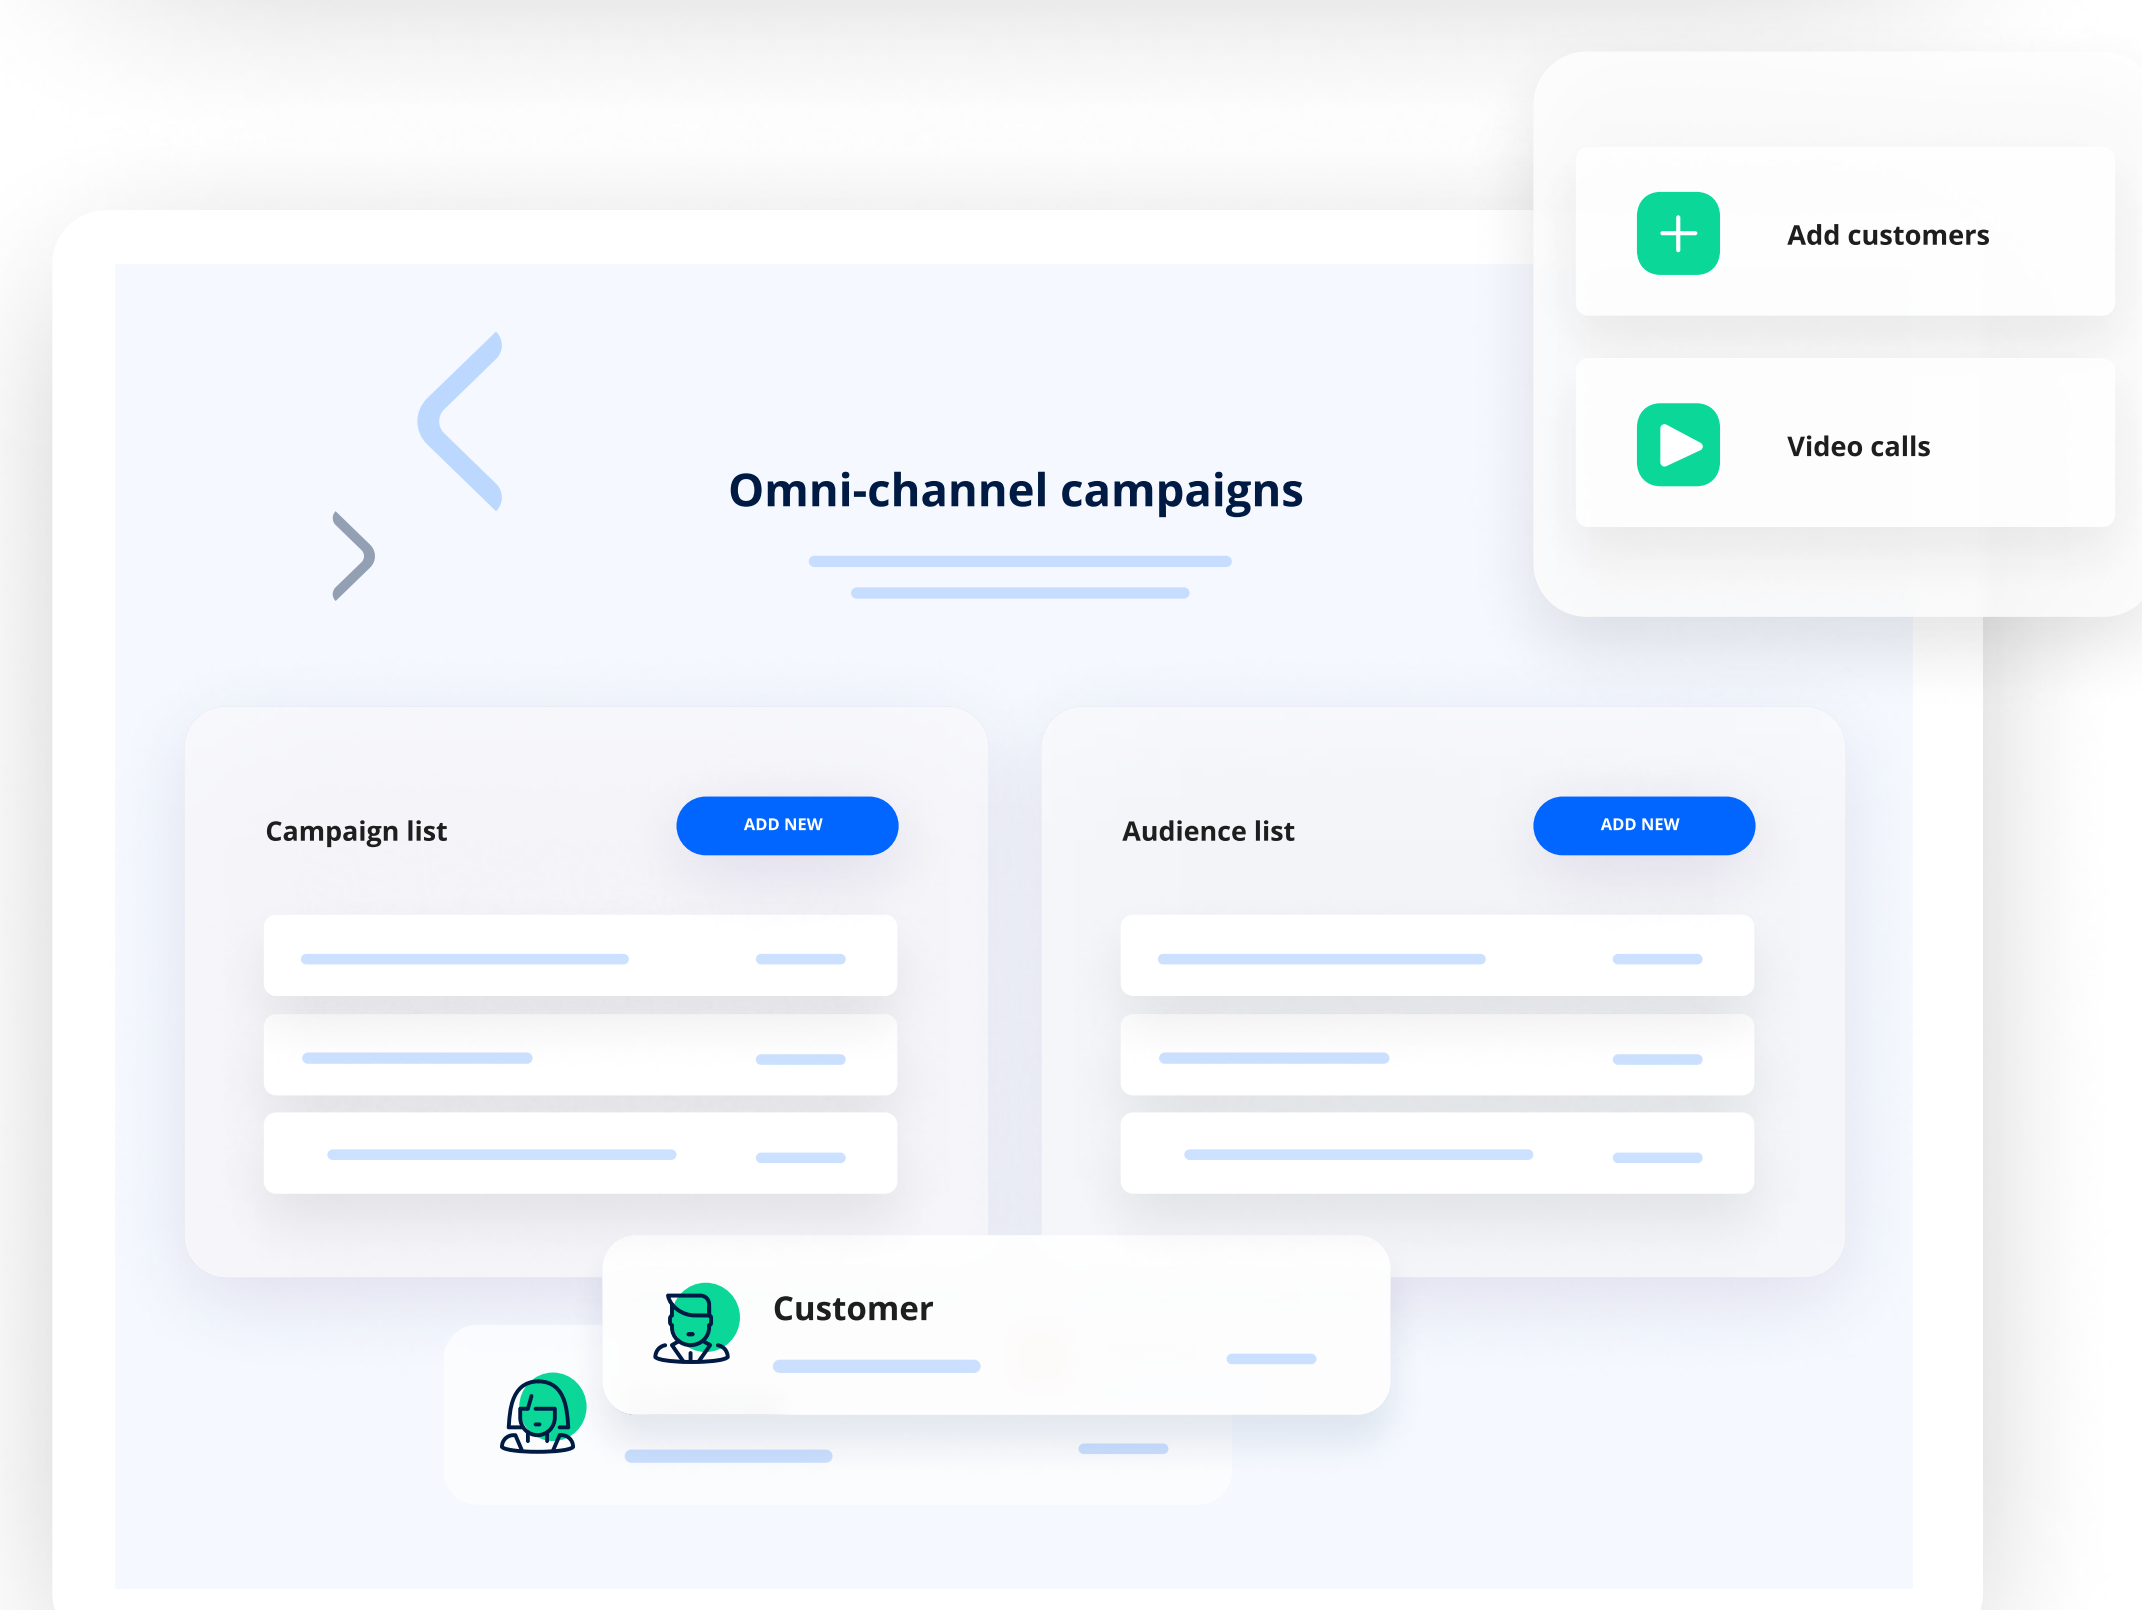 Add customers
Video calls
Omni-channel campaigns
Campaign list
ADD NEW
Audience list
ADD NEW
Customer